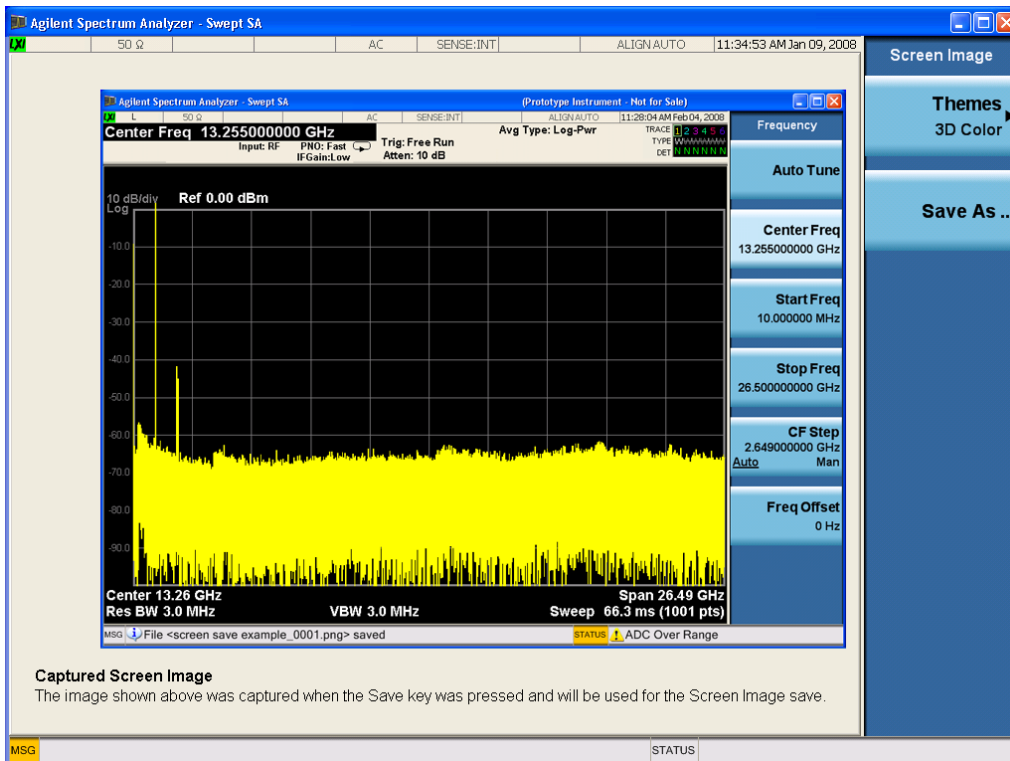 Agilent Spectrum Analyzer - Swept SA
LXI 50 Ω AC SENSE:INT ALIGN AUTO 11:34:53 AM Jan 09, 2008
Screen Image
Themes
3D Color
Save As ..
Agilent Spectrum Analyzer - Swept SA (Prototype Instrument - Not for Sale)
LXI L 50 Ω AC SENSE:INT ALIGNAUTO 11:28:04 AM Feb 04, 2008
Center Freq 13.255000000 GHz
Input: RF PNO: Fast
IFGain:Low
Trig: Free Run
Atten: 10 dB
Avg Type: Log-Pwr
TRACE 1 2 3 4 5 6
TYPE WWWWWW
DET N N N N N N
Frequency
Auto Tune
Center Freq
13.255000000 GHz
Start Freq
10.000000 MHz
Stop Freq
26.500000000 GHz
CF Step
2.649000000 GHz
Auto Man
Freq Offset
0 Hz
10 dB/div Ref 0.00 dBm
Log
-10.0
-20.0
-30.0
-40.0
-50.0
-60.0
-70.0
-80.0
-90.0
Center 13.26 GHz Span 26.49 GHz
Res BW 3.0 MHz VBW 3.0 MHz Sweep 66.3 ms (1001 pts)
MSG File <screen save example_0001.png> saved STATUS ADC Over Range
Captured Screen Image
The image shown above was captured when the Save key was pressed and will be used for the Screen Image save.
MSG STATUS